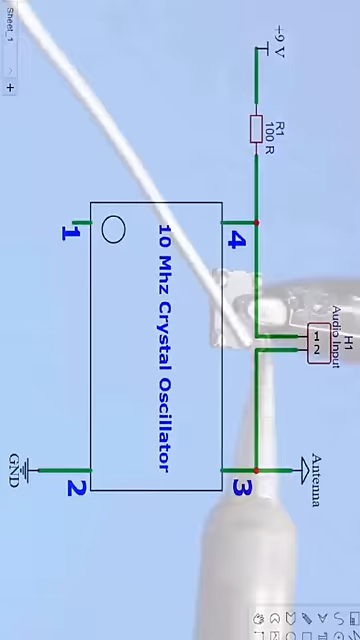 +9 V
R1
100 R
H1
Audio Input
1
2
4
1
10 Mhz Crystal Oscillator
Antenna
3
2
GND
Sheet_1